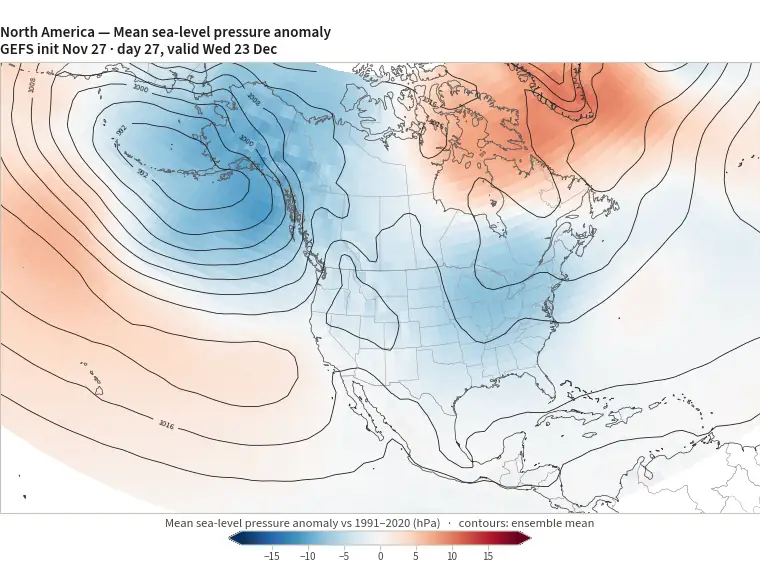 North America — Mean sea-level pressure anomaly
GEFS init Nov 27 · day 27, valid Wed 23 Dec
1008
1000
1008
992
1000
992
1016
Mean sea-level pressure anomaly vs 1991–2020 (hPa)   ·   contours: ensemble mean
−15 −10 −5 0 5 10 15